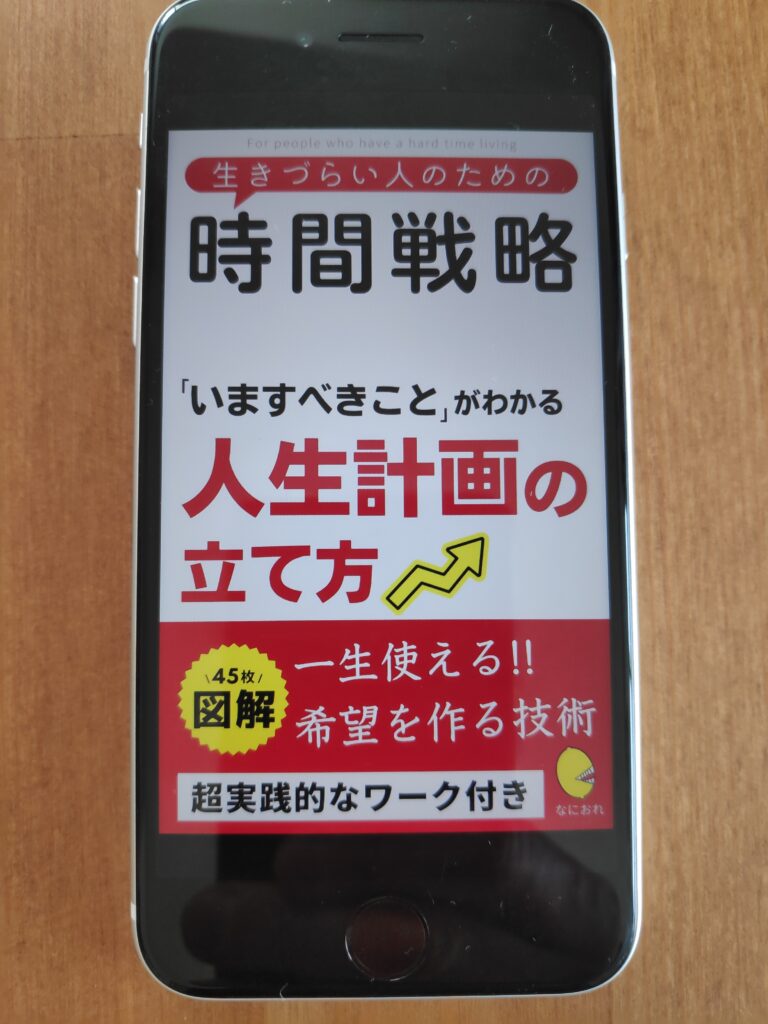 For people who have a hard time living
生きづらい人のための
時間戦略
「いますべきこと」がわかる
人生計画の
立て方
45枚
図解
一生使える!!
希望を作る技術
超実践的なワーク付き
なにおれ